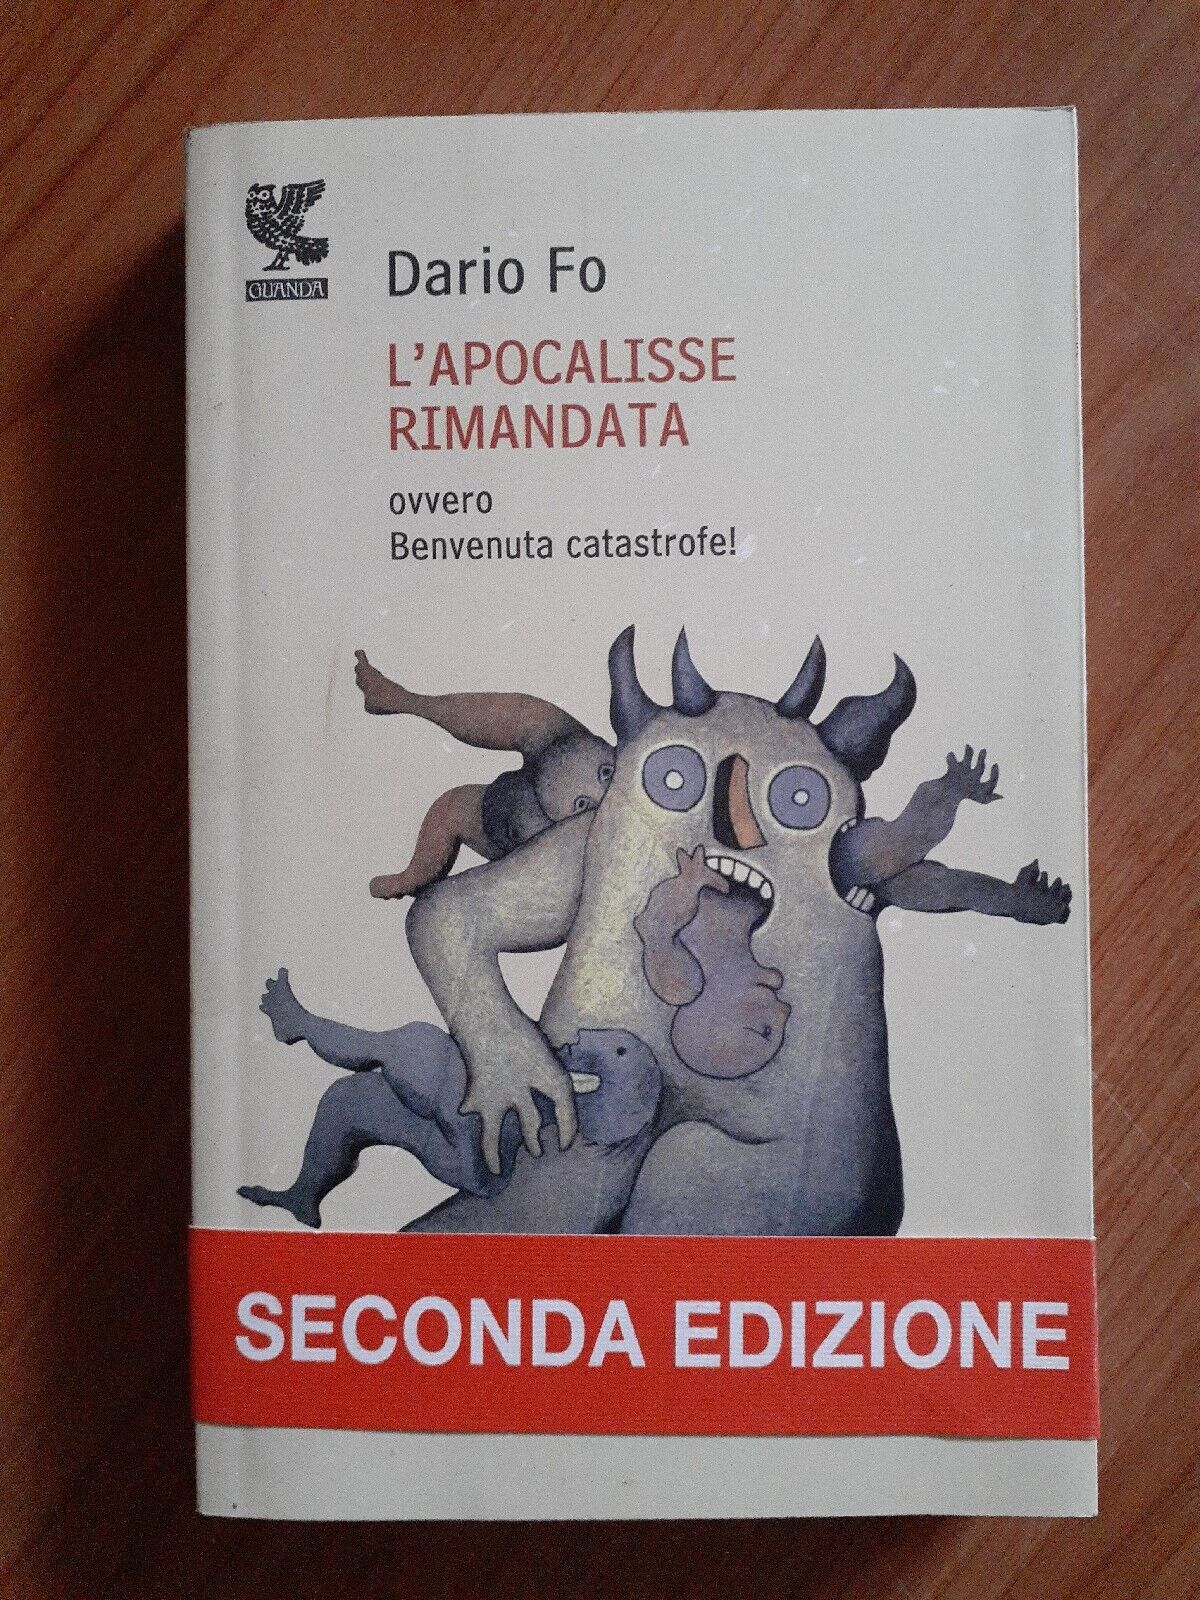 GUANDA
Dario Fo
L'APOCALISSE
RIMANDATA
ovvero
Benvenuta catastrofe!
SECONDA EDIZIONE